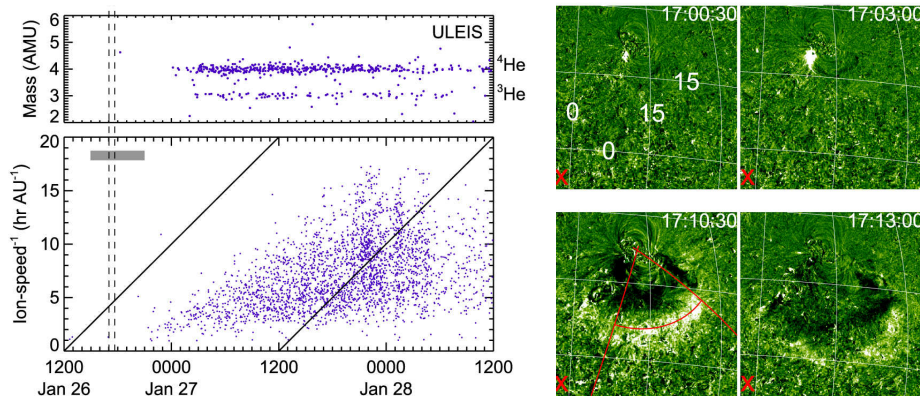 ULEIS
Mass (AMU)
6
5
4
3
2
⁴He
³He
Ion-speed⁻¹ (hr AU⁻¹)
20
15
10
5
0
1200 0000 1200 0000 1200
Jan 26 Jan 27 Jan 28
17:00:30
15
0 15
0
X
17:03:00
X
17:10:30
X
17:13:00
X